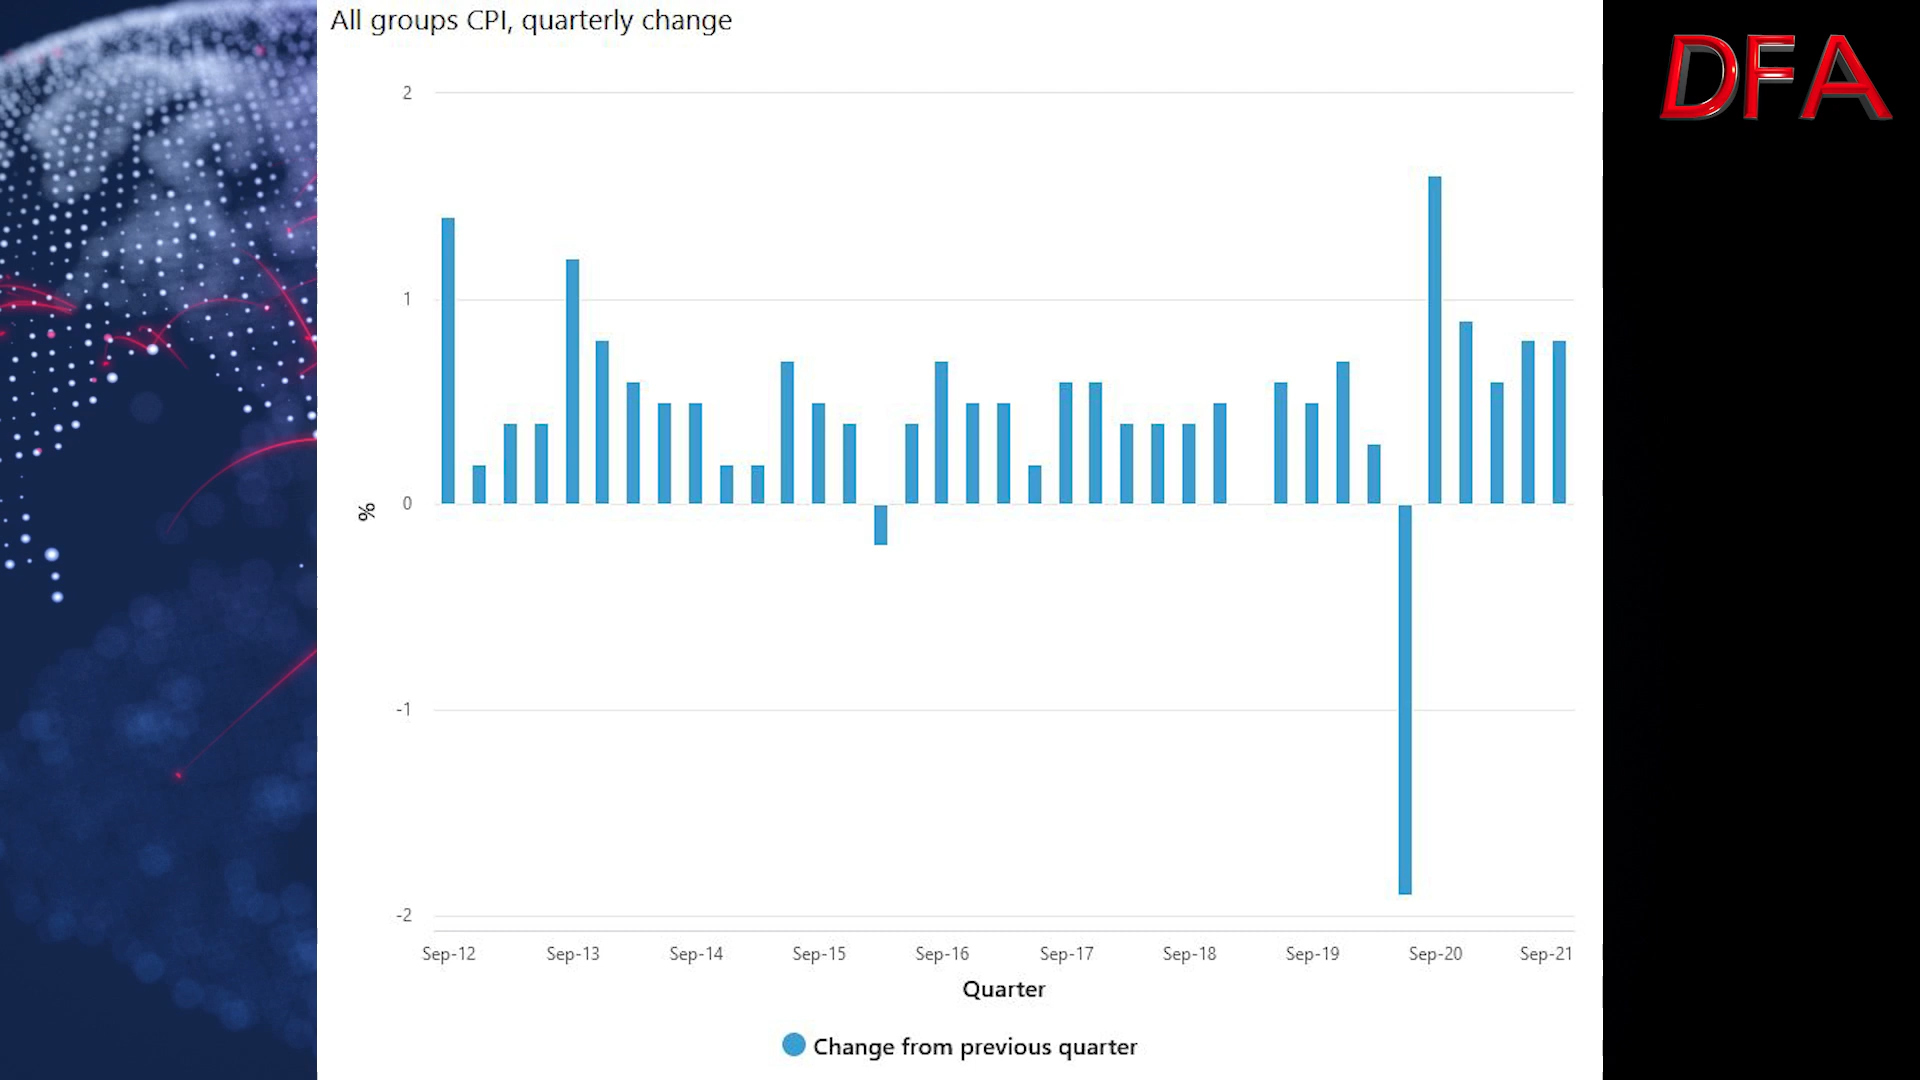 All groups CPI, quarterly change
DFA
2
1
0
-1
-2
%
Sep-12 Sep-13 Sep-14 Sep-15 Sep-16 Sep-17 Sep-18 Sep-19 Sep-20 Sep-21
Quarter
Change from previous quarter